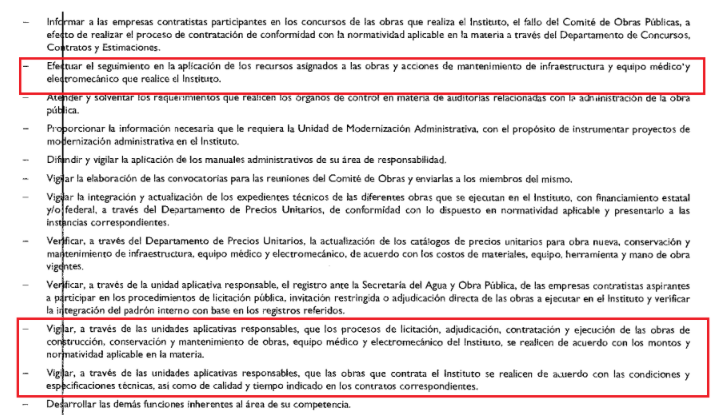 – Informar a las empresas contratistas participantes en los concursos de las obras que realiza el Instituto, el fallo del Comité de Obras Públicas, a
efecto de realizar el proceso de contratación de conformidad con la normatividad aplicable en la materia a través del Departamento de Concursos,
Contratos y Estimaciones.
– Efectuar el seguimiento en la aplicación de los recursos asignados a las obras y acciones de mantenimiento de infraestructura y equipo médico y
electromecánico que realice el Instituto.
– Atender y solventar los requerimientos que realicen los órganos de control en materia de auditorías relacionadas con la administración de la obra
pública.
– Proporcionar la información necesaria que le requiera la Unidad de Modernización Administrativa, con el propósito de instrumentar proyectos de
modernización administrativa en el Instituto.
– Difundir y vigilar la aplicación de los manuales administrativos de su área de responsabilidad.
– Vigilar la elaboración de las convocatorias para las reuniones del Comité de Obras y enviarlas a los miembros del mismo.
– Vigilar la integración y actualización de los expedientes técnicos de las diferentes obras que se ejecutan en el Instituto, con financiamiento estatal
y/o federal, a través del Departamento de Precios Unitarios, de conformidad con lo dispuesto en normatividad aplicable y presentarlo a las
instancias correspondientes.
– Verificar, a través del Departamento de Precios Unitarios, la actualización de los catálogos de precios unitarios para obra nueva, conservación y
mantenimiento de infraestructura, equipo médico y electromecánico, de acuerdo con los costos de materiales, equipo, herramienta y mano de obra
vigentes.
– Verificar, a través de la unidad aplicativa responsable, el registro ante la Secretaría del Agua y Obra Pública, de las empresas contratistas aspirantes
a participar en los procedimientos de licitación pública, invitación restringida o adjudicación directa de las obras a ejecutar en el Instituto y verificar
la integración del padrón interno con base en los registros referidos.
– Vigilar, a través de las unidades aplicativas responsables, que los procesos de licitación, adjudicación, contratación y ejecución de las obras de
construcción, conservación y mantenimiento de obras, equipo médico y electromecánico del Instituto, se realicen de acuerdo con los montos y
normatividad aplicable en la materia.
– Vigilar, a través de las unidades aplicativas responsables, que las obras que contrata el Instituto se realicen de acuerdo con las condiciones y
especificaciones técnicas, así como de calidad y tiempo indicado en los contratos correspondientes.
– Desarrollar las demás funciones inherentes al área de su competencia.